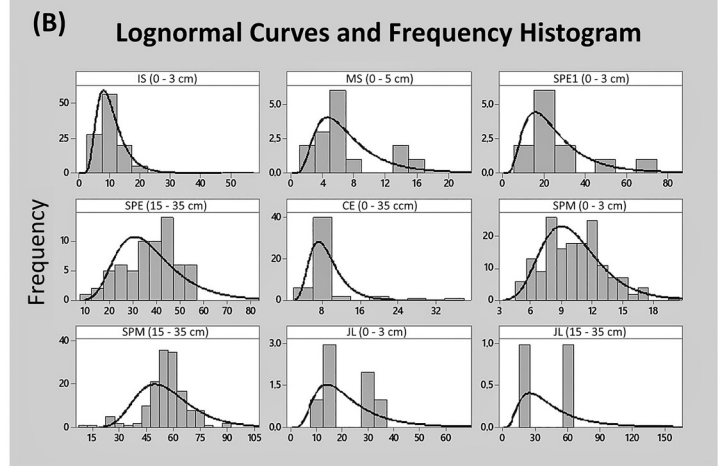 (B)
Lognormal Curves and Frequency Histogram
Frequency
IS (0 - 3 cm)
50
25
0
0 10 20 30 40 50
MS (0 - 5 cm)
5.0
2.5
0.0
0 4 8 12 16 20
SPE1 (0 - 3 cm)
5.0
2.5
0.0
0 20 40 60 80
SPE (15 - 35 cm)
10
5
0
10 20 30 40 50 60 70 80
CE (0 - 35 ccm)
40
20
0
8 16 24 32
SPM (0 - 3 cm)
20
10
0
3 6 9 12 15 18
SPM (15 - 35 cm)
40
20
0
15 30 45 60 75 90 105
JL (0 - 3 cm)
3.0
1.5
0.0
0 10 20 30 40 50 60
JL (15 - 35 cm)
1.0
0.5
0.0
0 30 60 90 120 150